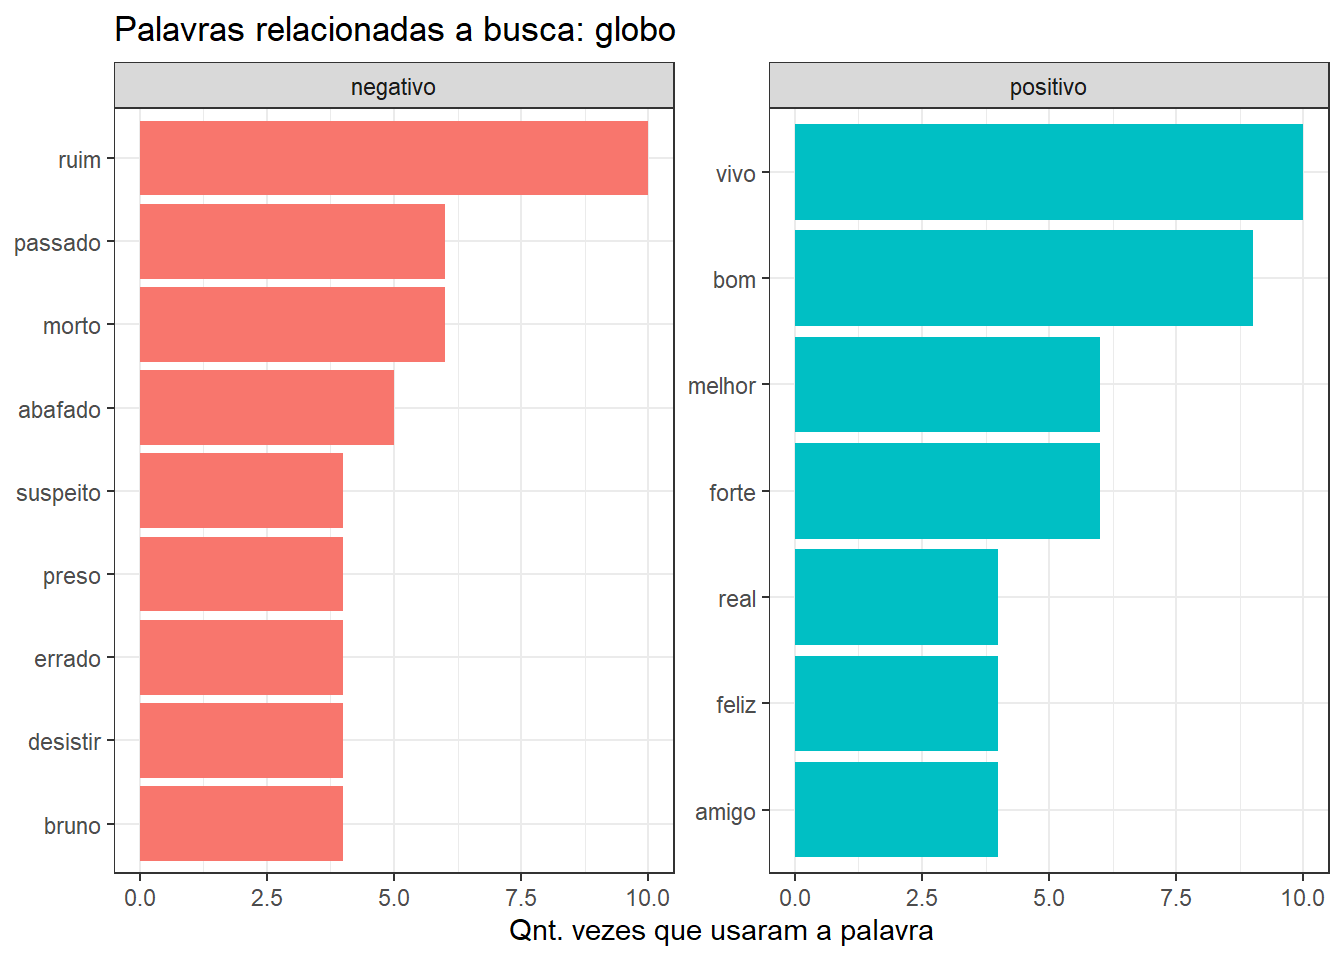 Palavras relacionadas a busca: globo
negativo
ruim
passado
morto
abafado
suspeito
preso
errado
desistir
bruno
0.0 2.5 5.0 7.5 10.0
positivo
vivo
bom
melhor
forte
real
feliz
amigo
0.0 2.5 5.0 7.5 10.0
Qnt. vezes que usaram a palavra